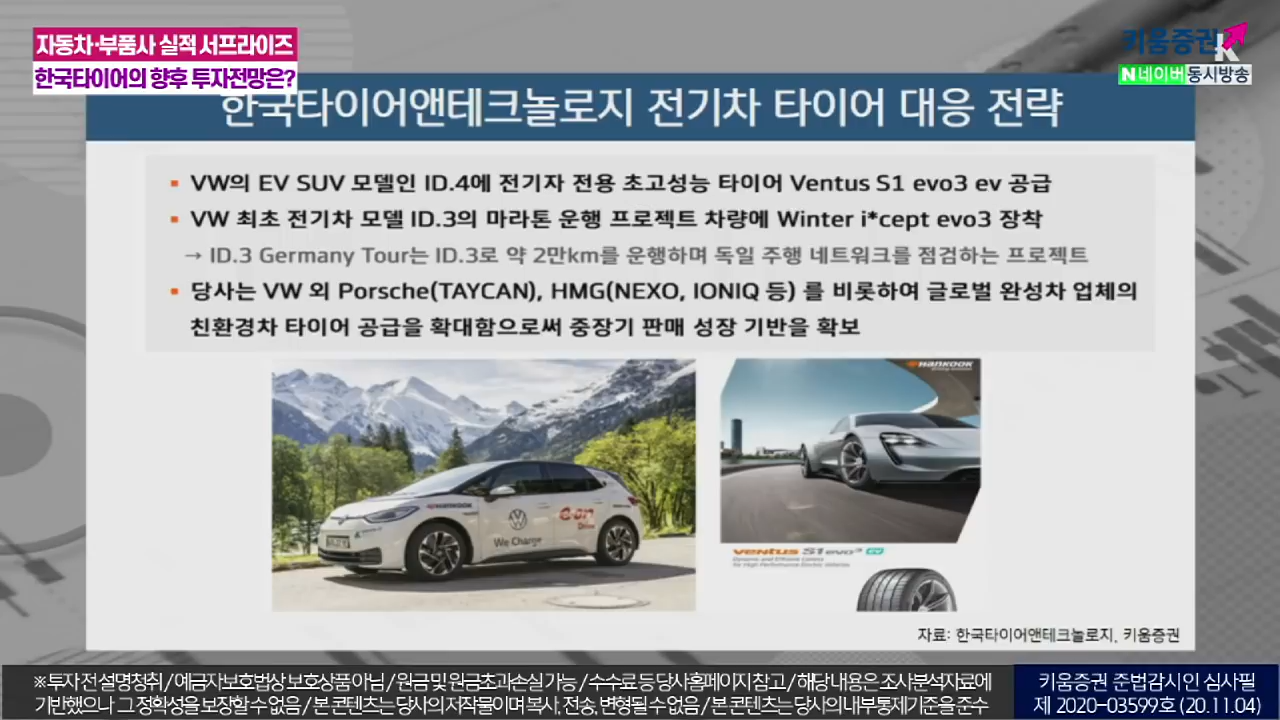 자동차·부품사 실적 서프라이즈
한국타이어의 향후 투자전망은?
키움증권
N 네이버 동시방송
한국타이어앤테크놀로지 전기차 타이어 대응 전략
▪ VW의 EV SUV 모델인 ID.4에 전기자 전용 초고성능 타이어 Ventus S1 evo3 ev 공급
▪ VW 최초 전기차 모델 ID.3의 마라톤 운행 프로젝트 차량에 Winter i*cept evo3 장착
→ ID.3 Germany Tour는 ID.3로 약 2만km를 운행하며 독일 주행 네트워크를 점검하는 프로젝트
▪ 당사는 VW 외 Porsche(TAYCAN), HMG(NEXO, IONIQ 등) 를 비롯하여 글로벌 완성차 업체의
친환경차 타이어 공급을 확대함으로써 중장기 판매 성장 기반을 확보
HANKOOK
HANKOOK
e·on
Drive
We Charge
ventus S1 evo3 EV
Dynamic and Efficient Control
for High Performance Electric Vehicles
자료: 한국타이어앤테크놀로지, 키움증권
※ 투자 전 설명청취 / 예금자보호법상 보호상품 아님 / 원금 및 원금초과손실 가능 / 수수료 등 당사홈페이지 참고 / 해당 내용은 조사분석자료에
기반했으나 그 정확성을 보장할 수 없음 / 본 콘텐츠는 당사의 저작물이며 복사, 전송, 변형될 수 없음 / 본 콘텐츠는 당사의 내부통제기준을 준수
키움증권 준법감시인 심사필
제 2020-03599호 (20.11.04)